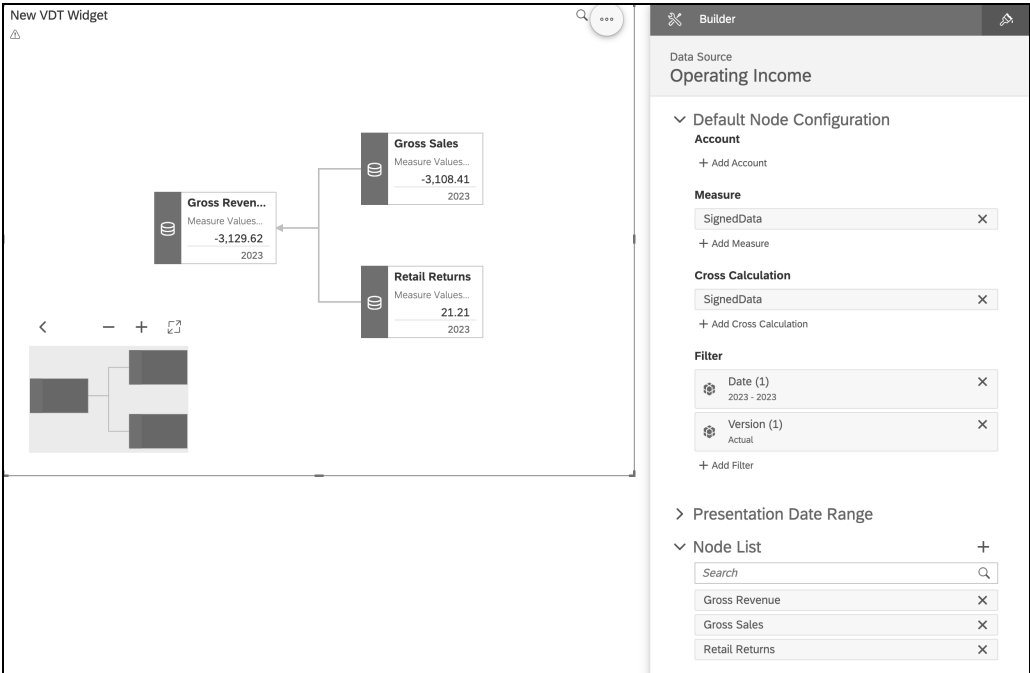 New VDT Widget
Gross Sales
Measure Values...
-3,108.41
2023
Gross Reven...
Measure Values...
-3,129.62
2023
Retail Returns
Measure Values...
21.21
2023
Builder
Data Source
Operating Income
Default Node Configuration
Account
+ Add Account
Measure
SignedData
+ Add Measure
Cross Calculation
SignedData
+ Add Cross Calculation
Filter
Date (1)
2023 - 2023
Version (1)
Actual
+ Add Filter
Presentation Date Range
Node List
Search
Gross Revenue
Gross Sales
Retail Returns